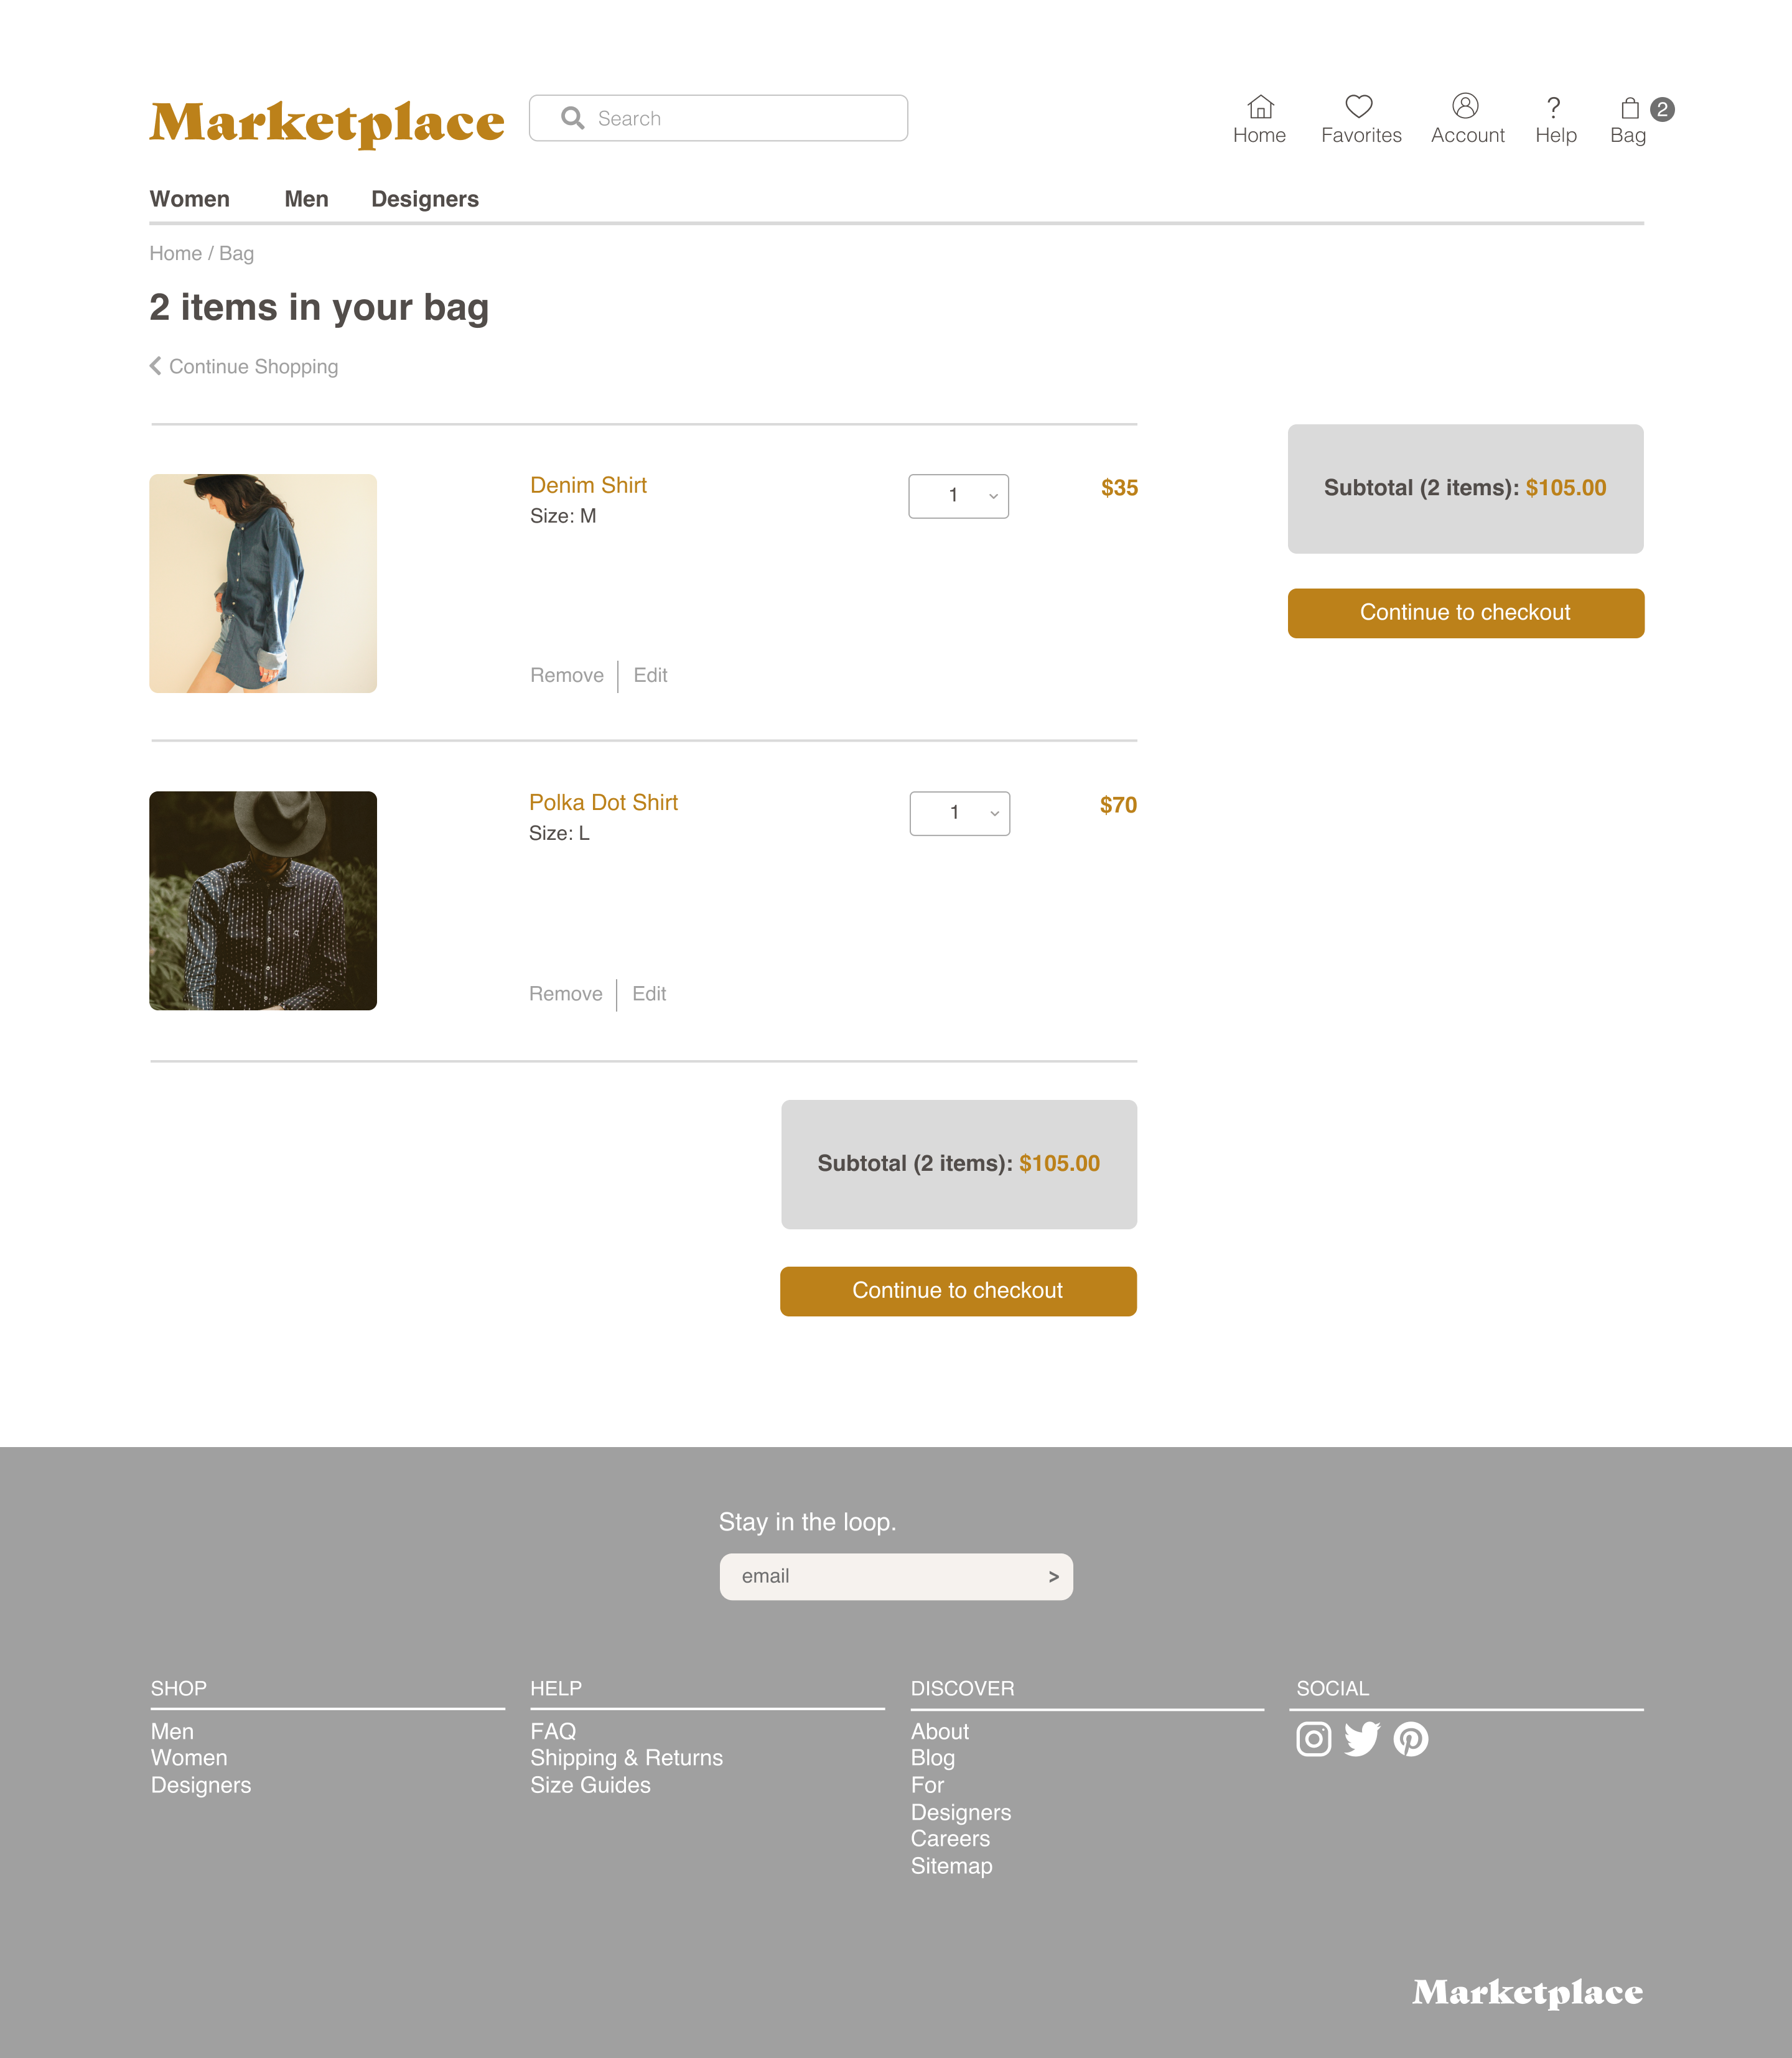 Marketplace
Search
Home
Favorites
Account
Help
Bag
2
Women
Men
Designers
Home / Bag
2 items in your bag
Continue Shopping
Denim Shirt
Size: M
1
$35
Remove
Edit
Subtotal (2 items): $105.00
Continue to checkout
Polka Dot Shirt
Size: L
1
$70
Remove
Edit
Subtotal (2 items): $105.00
Continue to checkout
Stay in the loop.
email >
SHOP
Men
Women
Designers
HELP
FAQ
Shipping & Returns
Size Guides
DISCOVER
About
Blog
For
Designers
Careers
Sitemap
SOCIAL
Marketplace